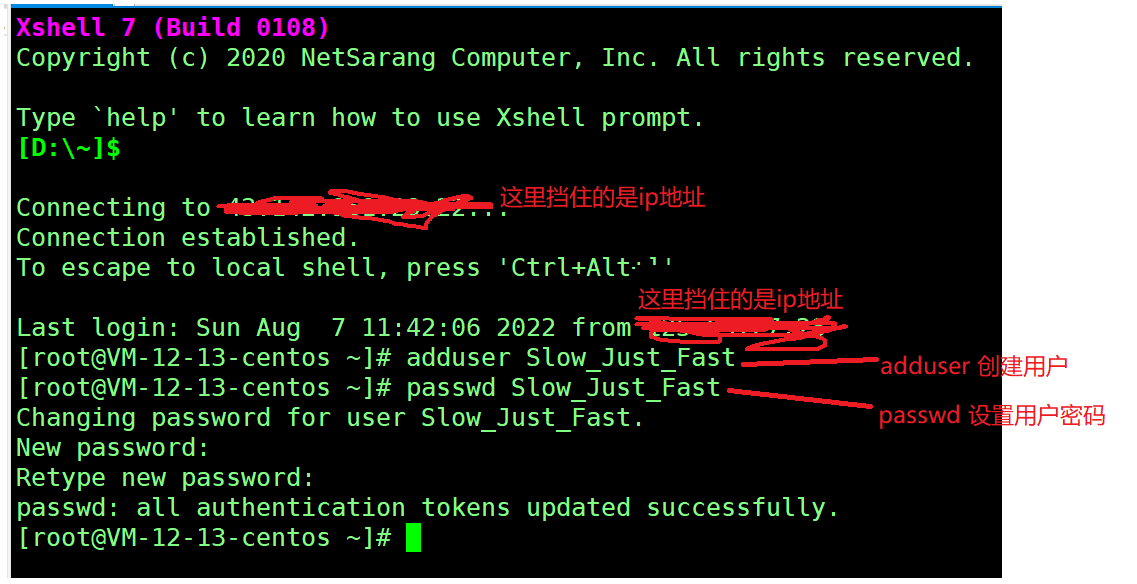 Xshell 7 (Build 0108)
Copyright (c) 2020 NetSarang Computer, Inc. All rights reserved.
Type `help' to learn how to use Xshell prompt.
[D:\~]$
Connecting to
这里挡住的是ip地址
Connection established.
To escape to local shell, press 'Ctrl+Alt+]'
这里挡住的是ip地址
Last login: Sun Aug  7 11:42:06 2022 from
[root@VM-12-13-centos ~]# adduser Slow_Just_Fast
adduser 创建用户
[root@VM-12-13-centos ~]# passwd Slow_Just_Fast
passwd 设置用户密码
Changing password for user Slow_Just_Fast.
New password:
Retype new password:
passwd: all authentication tokens updated successfully.
[root@VM-12-13-centos ~]#